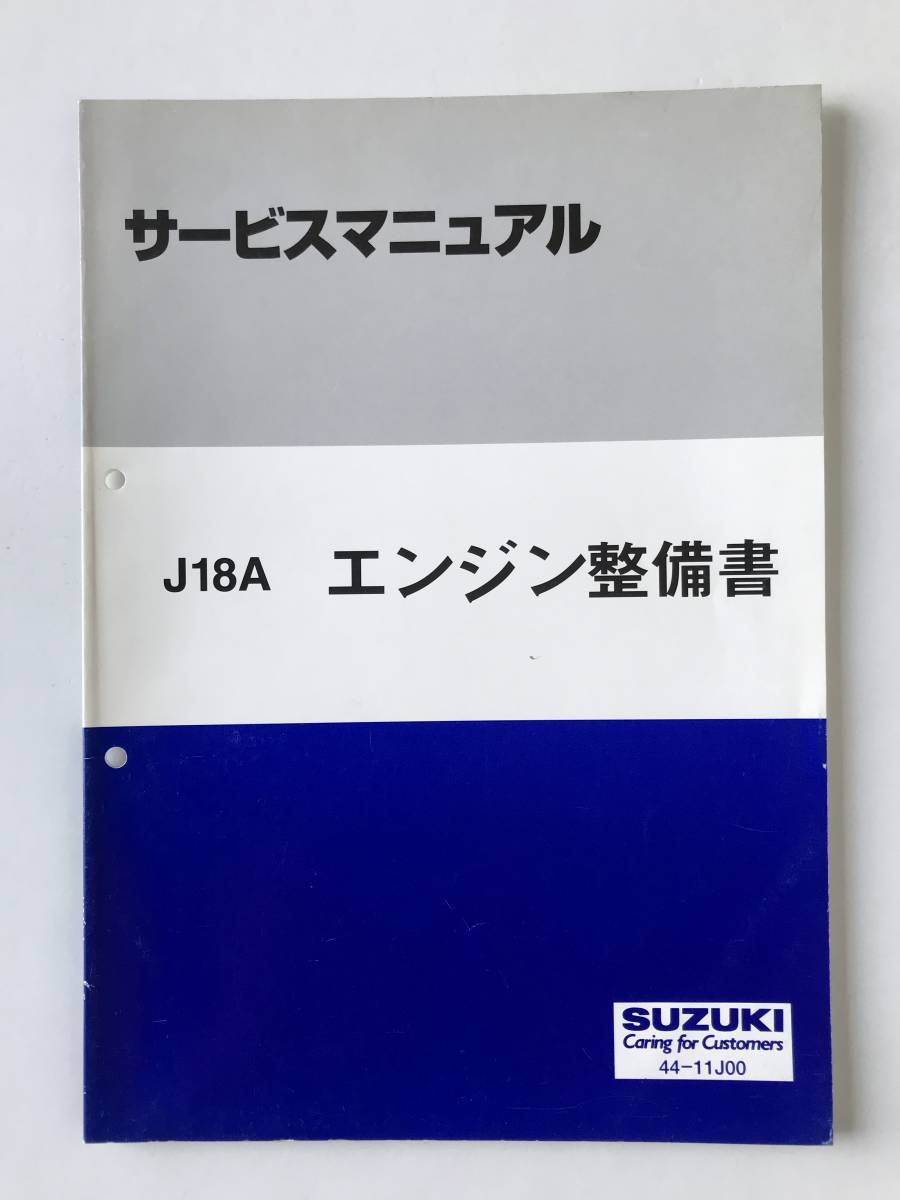 サービスマニュアル
J18A エンジン整備書
SUZUKI
Caring for Customers
44-11J00